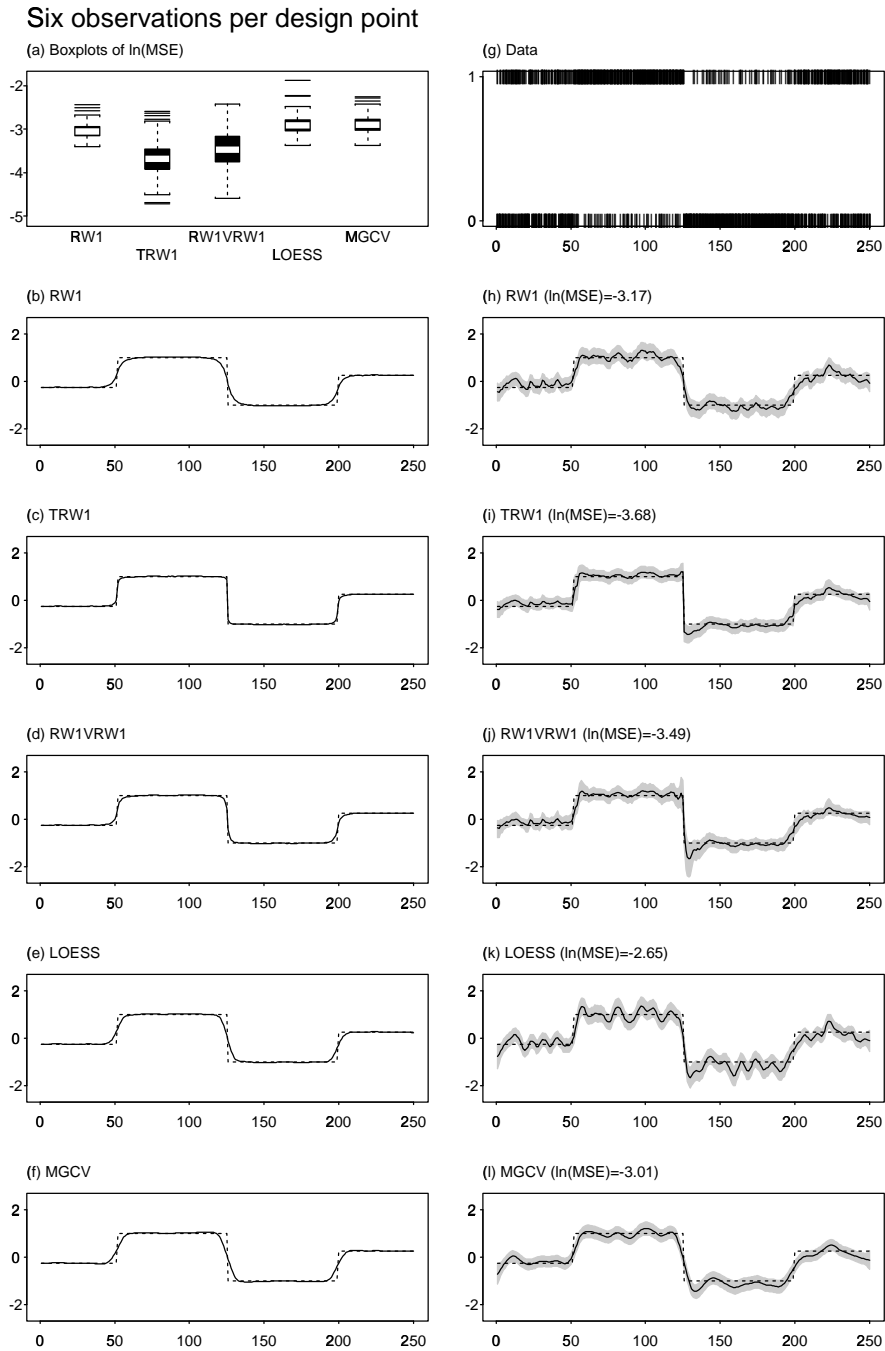 Six observations per design point
(a) Boxplots of ln(MSE)
-2
-3
-4
-5
RW1
TRW1
RW1VRW1
LOESS
MGCV
(g) Data
1
0
0 50 100 150 200 250
(b) RW1
2
0
-2
0 50 100 150 200 250
(h) RW1 (ln(MSE)=-3.17)
2
0
-2
0 50 100 150 200 250
(c) TRW1
2
0
-2
0 50 100 150 200 250
(i) TRW1 (ln(MSE)=-3.68)
2
0
-2
0 50 100 150 200 250
(d) RW1VRW1
2
0
-2
0 50 100 150 200 250
(j) RW1VRW1 (ln(MSE)=-3.49)
2
0
-2
0 50 100 150 200 250
(e) LOESS
2
0
-2
0 50 100 150 200 250
(k) LOESS (ln(MSE)=-2.65)
2
0
-2
0 50 100 150 200 250
(f) MGCV
2
0
-2
0 50 100 150 200 250
(l) MGCV (ln(MSE)=-3.01)
2
0
-2
0 50 100 150 200 250